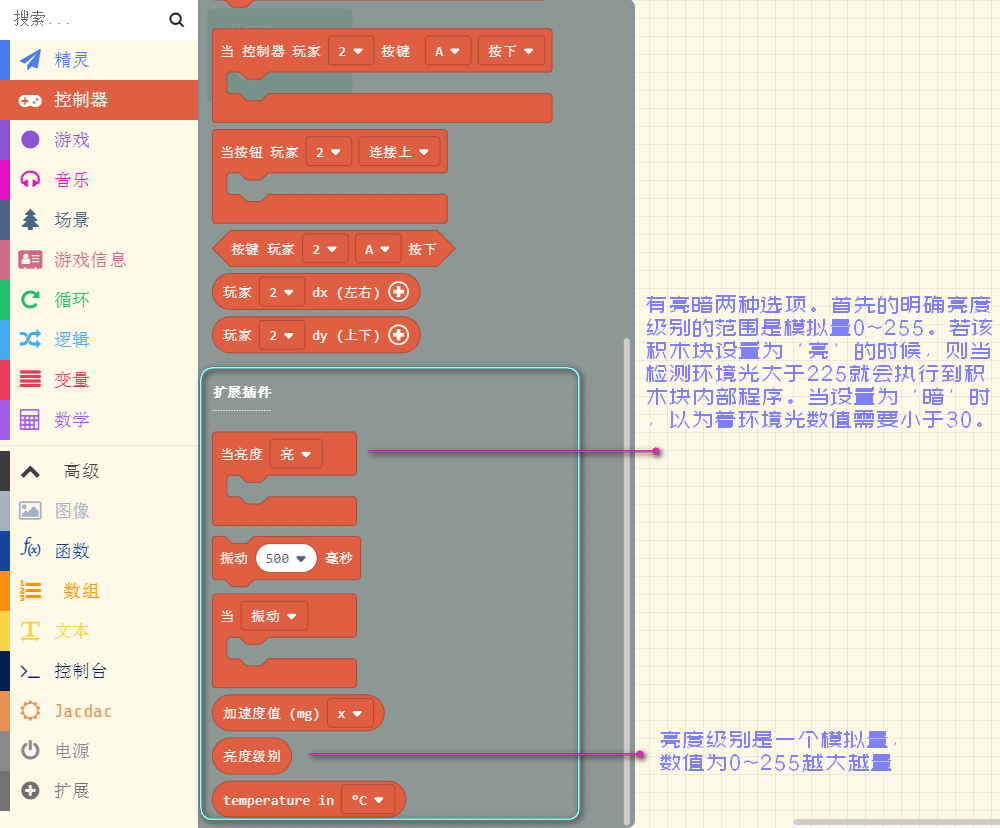 搜索...
精灵
控制器
游戏
音乐
场景
游戏信息
循环
逻辑
变量
数学
高级
图像
函数
数组
文本
控制台
Jacdac
电源
扩展
当 控制器 玩家 2 按键 A 按下
当按钮 玩家 2 连接上
按键 玩家 2 A 按下
玩家 2 dx (左右)
玩家 2 dy (上下)
扩展插件
当亮度 亮
振动 500 毫秒
当 振动
加速度值 (mg) x
亮度级别
temperature in °C
有亮暗两种选项。首先的明确亮度
级别的范围是模拟量0~255。若该
积木块设置为‘亮’的时候，则当
检测环境光大于225就会执行到积
木块内部程序。当设置为‘暗’时
，以为着环境光数值需要小于30。
亮度级别是一个模拟量，
数值为0~255越大越量